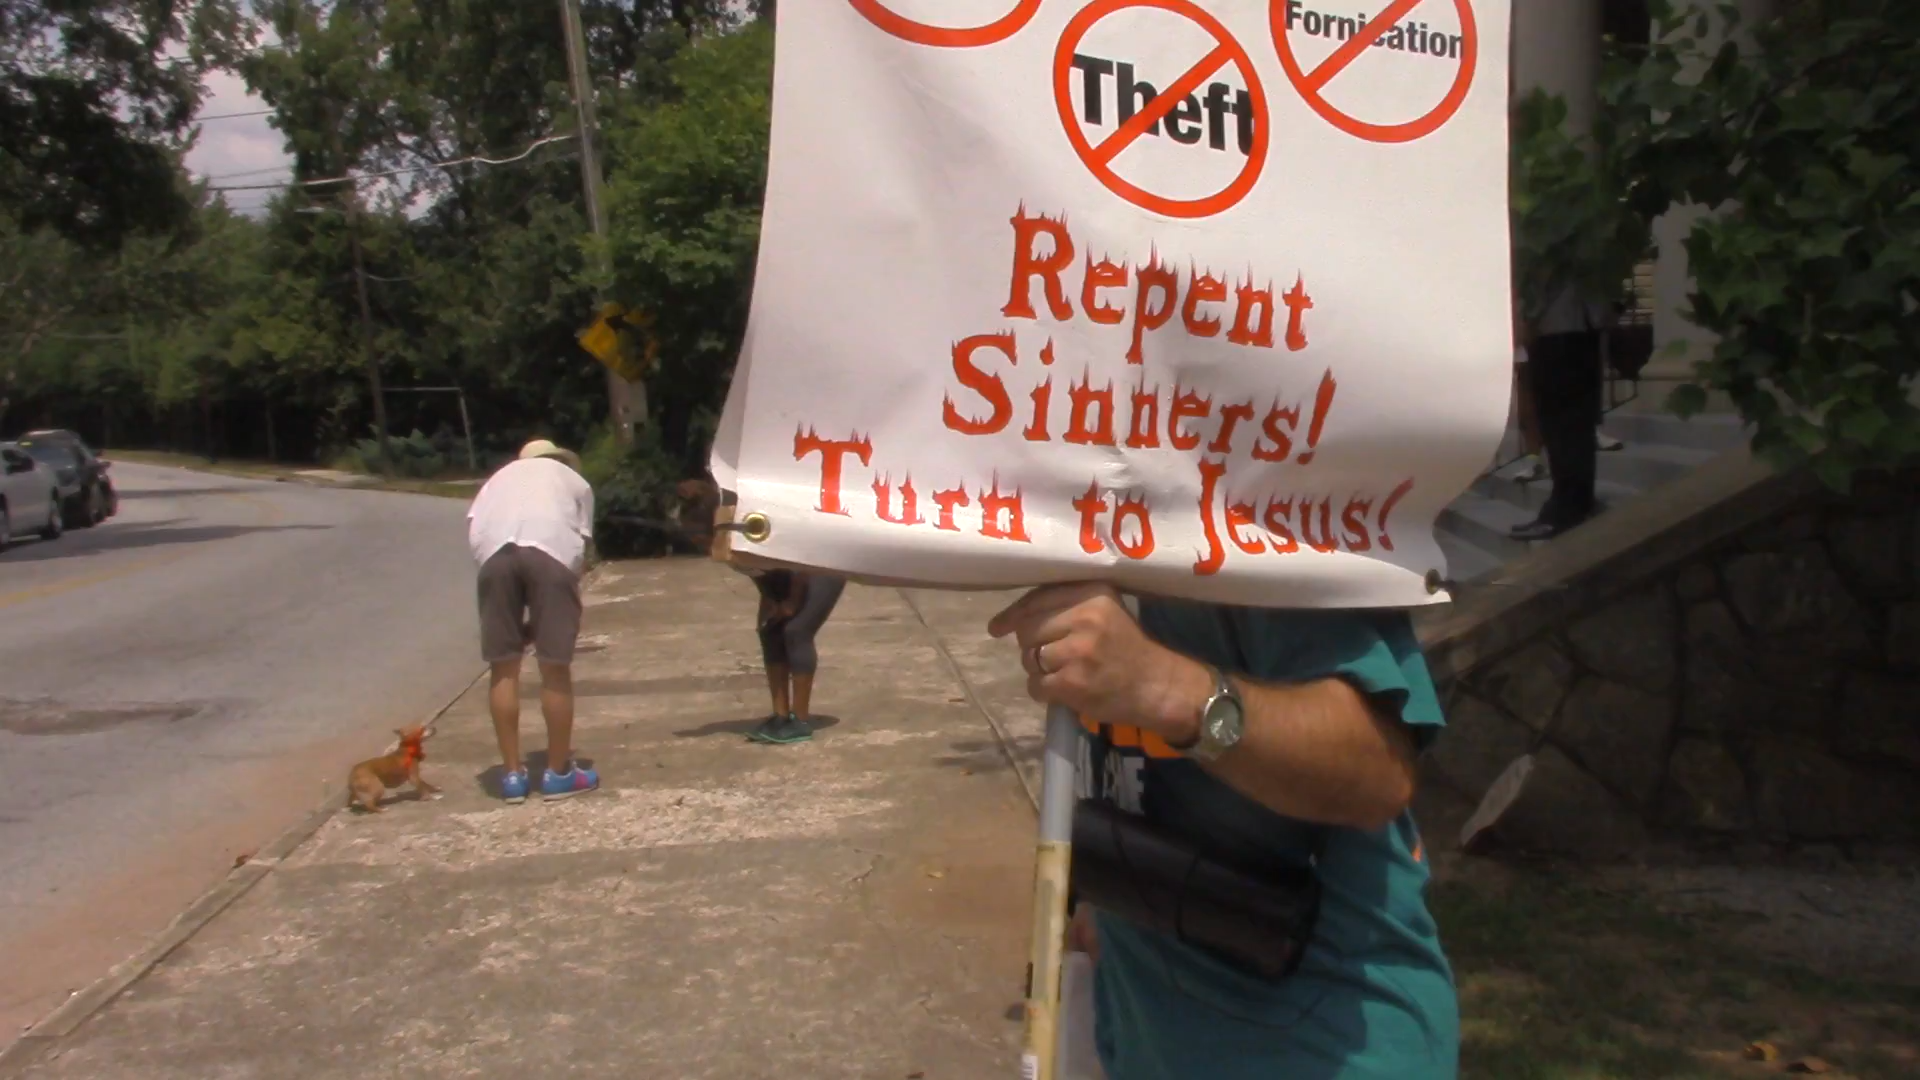 Fornication
Theft
Repent
Sinners!
Turn to Jesus!